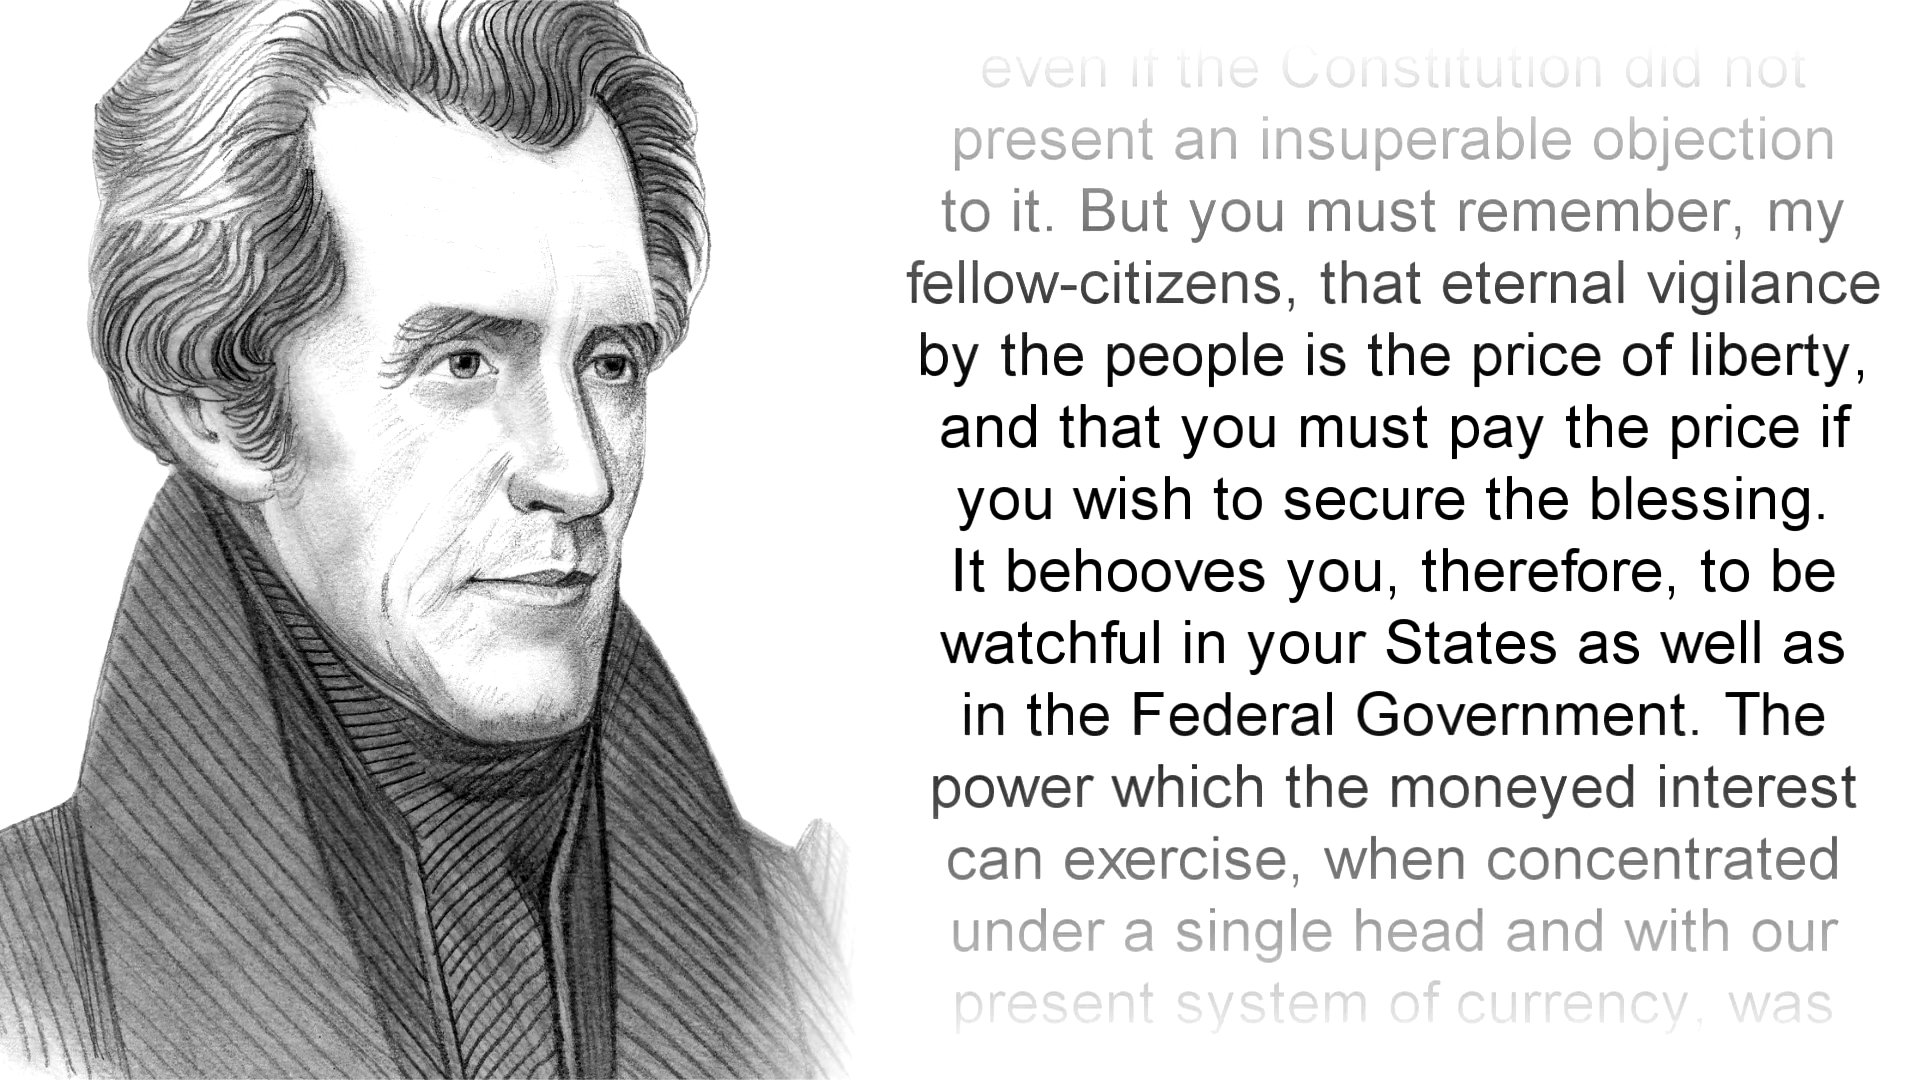 even if the Constitution did not
present an insuperable objection
to it. But you must remember, my
fellow-citizens, that eternal vigilance
by the people is the price of liberty,
and that you must pay the price if
you wish to secure the blessing.
It behooves you, therefore, to be
watchful in your States as well as
in the Federal Government. The
power which the moneyed interest
can exercise, when concentrated
under a single head and with our
present system of currency, was